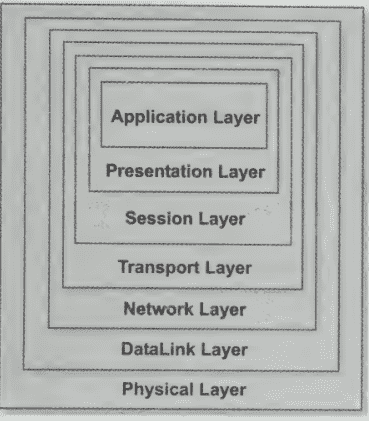 Application Layer
Presentation Layer
Session Layer
Transport Layer
Network Layer
DataLink Layer
Physical Layer